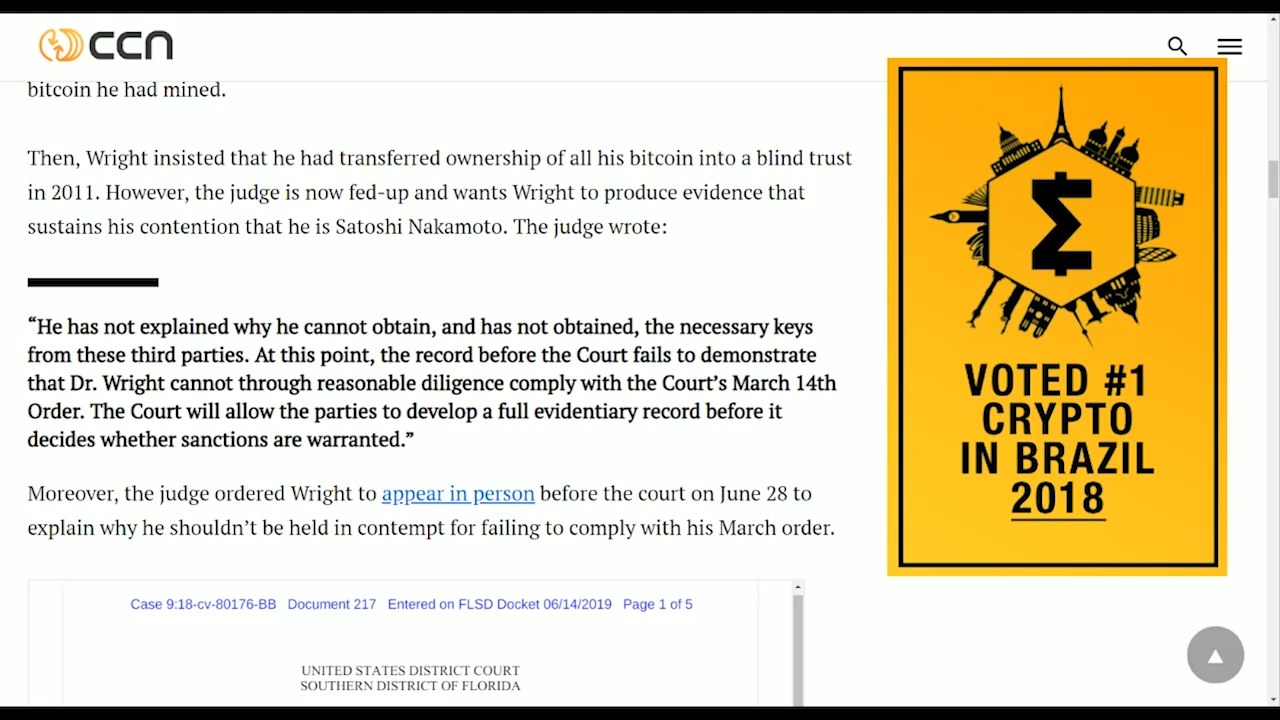 CCN
bitcoin he had mined.
Then, Wright insisted that he had transferred ownership of all his bitcoin into a blind trust
in 2011. However, the judge is now fed-up and wants Wright to produce evidence that
sustains his contention that he is Satoshi Nakamoto. The judge wrote:
“He has not explained why he cannot obtain, and has not obtained, the necessary keys
from these third parties. At this point, the record before the Court fails to demonstrate
that Dr. Wright cannot through reasonable diligence comply with the Court’s March 14th
Order. The Court will allow the parties to develop a full evidentiary record before it
decides whether sanctions are warranted.”
Moreover, the judge ordered Wright to appear in person before the court on June 28 to
explain why he shouldn’t be held in contempt for failing to comply with his March order.
Case 9:18-cv-80176-BB Document 217 Entered on FLSD Docket 06/14/2019 Page 1 of 5
UNITED STATES DISTRICT COURT
SOUTHERN DISTRICT OF FLORIDA
VOTED #1
CRYPTO
IN BRAZIL
2018